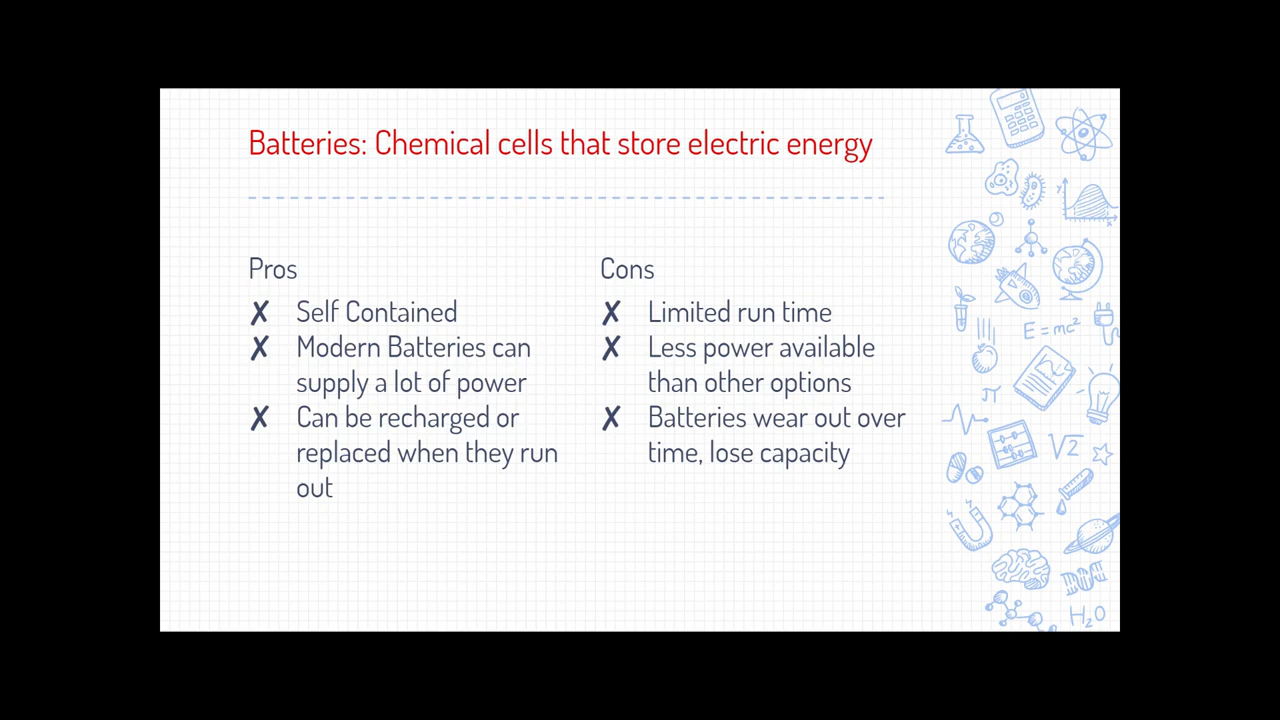 Batteries: Chemical cells that store electric energy
Pros
✗ Self Contained
✗ Modern Batteries can
supply a lot of power
✗ Can be recharged or
replaced when they run
out
Cons
✗ Limited run time
✗ Less power available
than other options
✗ Batteries wear out over
time, lose capacity
y
x
E=mc²
π
√2
H₂O